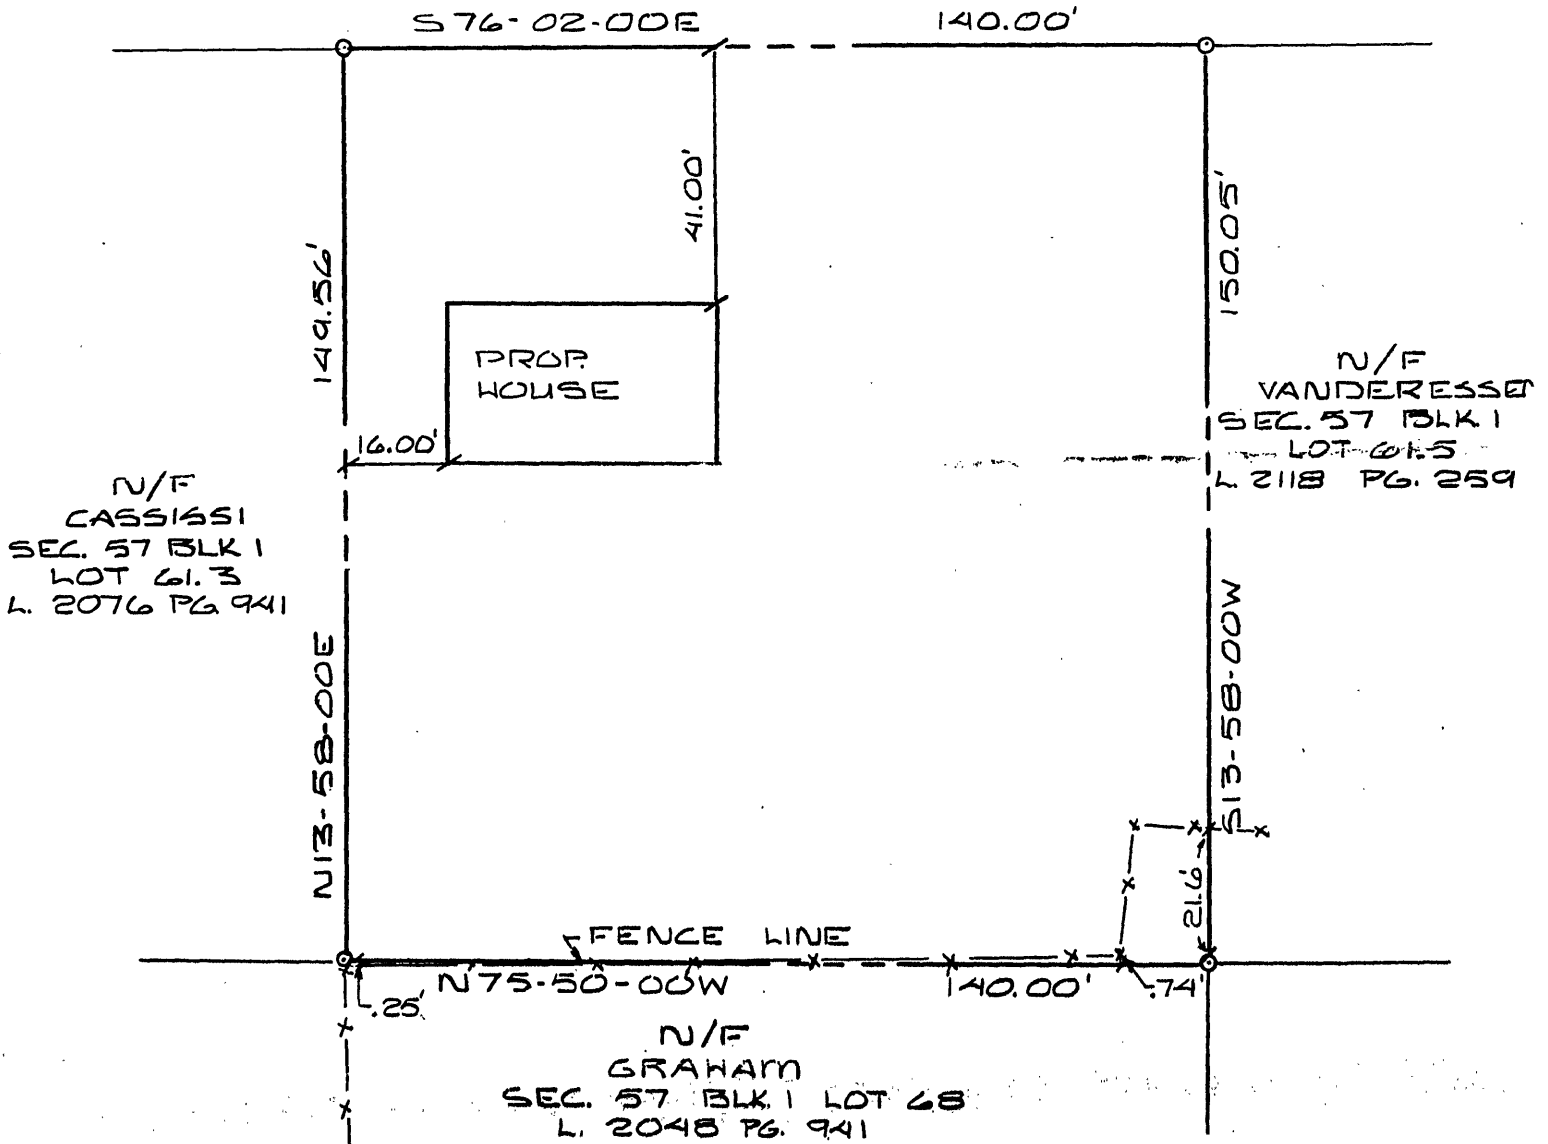 S 76-02-00E 140.00'
41.00'
149.56'
150.05'
PROP.
HOUSE
16.00'
N/F
VANDERESSE
SEC. 57 BLK 1
LOT 61.5
L. 2118 PG. 259
N/F
CASSISSI
SEC. 57 BLK 1
LOT 61.3
L. 2076 PG 941
N13-58-00E
S13-58-00W
21.6'
FENCE LINE
N 75-50-00W 140.00'
.74'
.25'
N/F
GRAHAM
SEC. 57 BLK 1 LOT 68
L. 2048 PG. 941